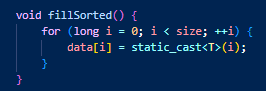 void fillSorted() {
    for (long i = 0; i < size; ++i) {
        data[i] = static_cast<T>(i);
    }
}